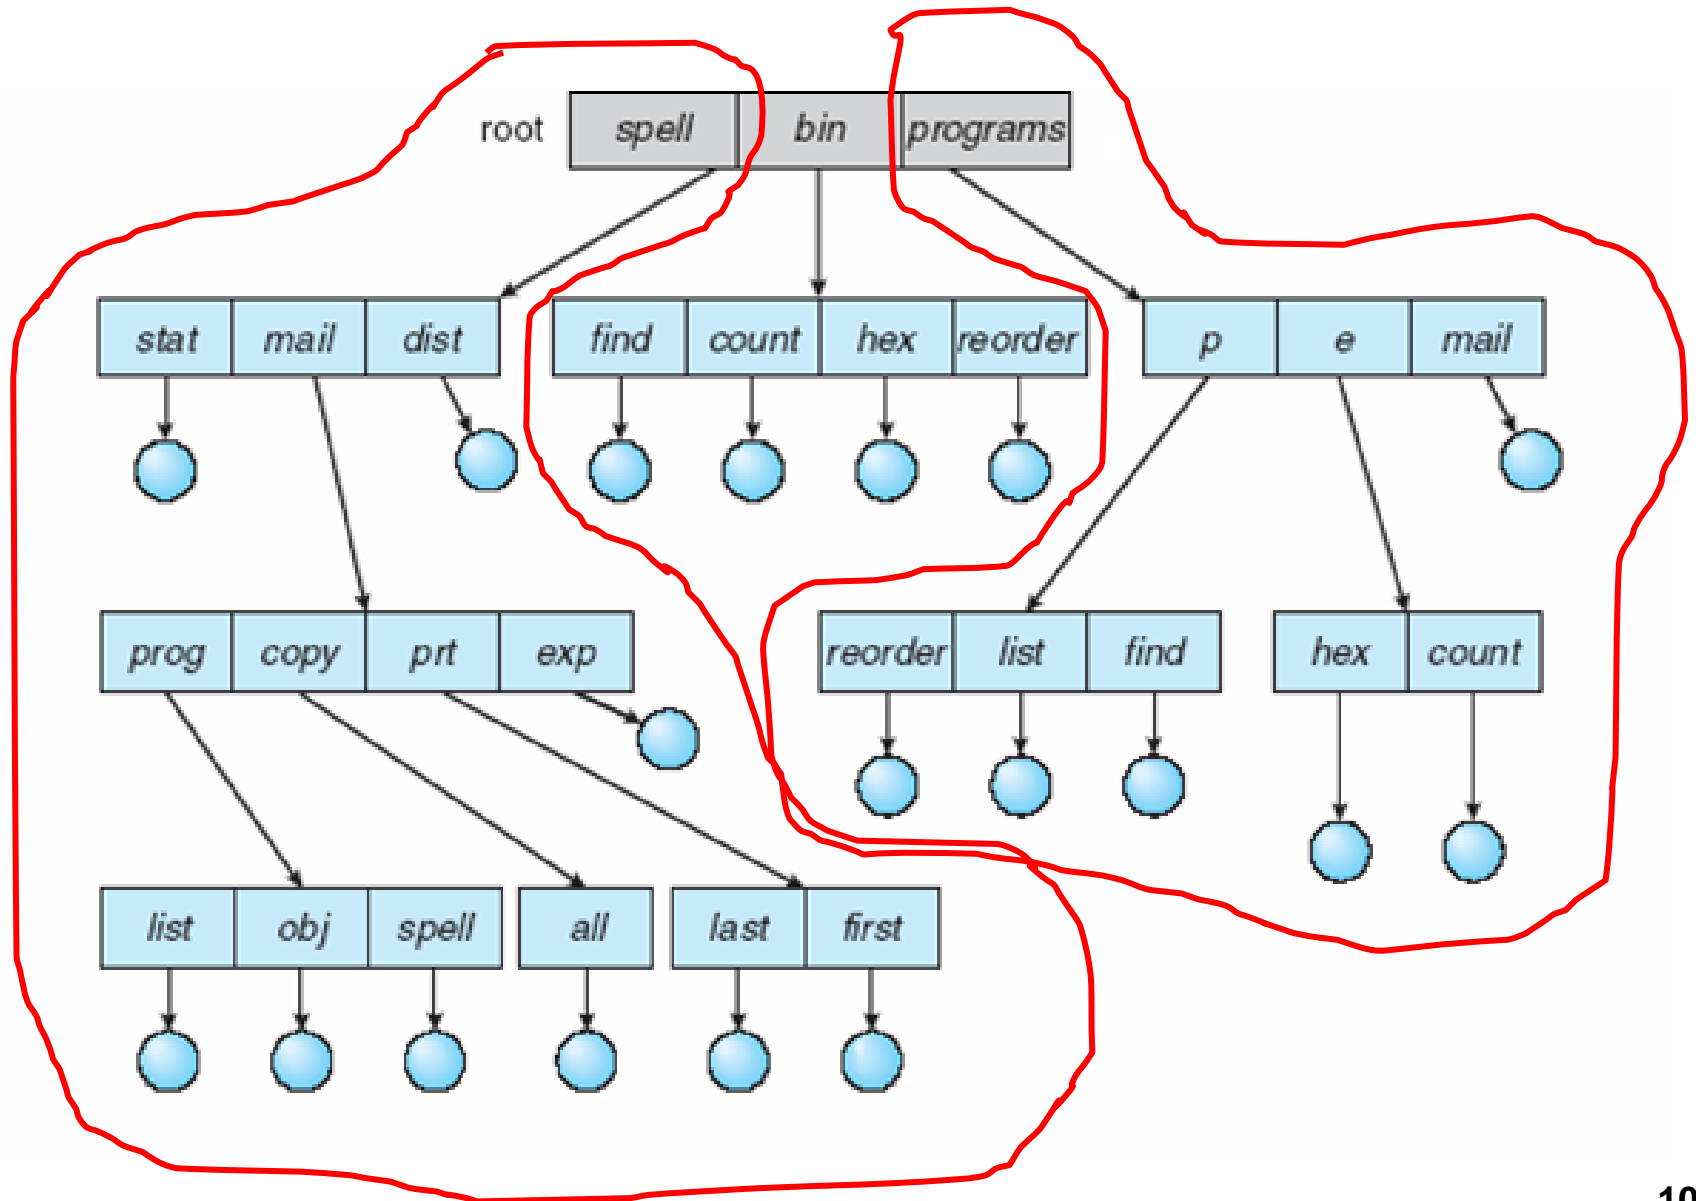 root spell bin programs
stat mail dist find count hex reorder p e mail
prog copy prt exp reorder list find hex count
list obj spell all last first
10